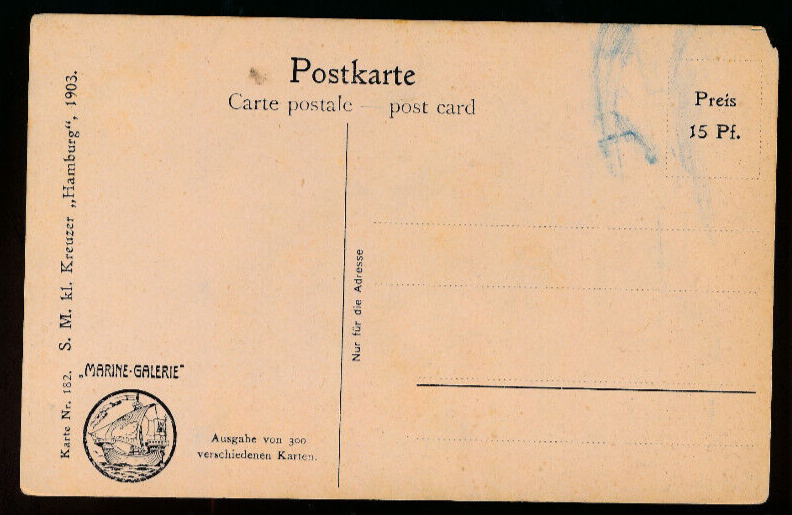 Postkarte
Carte postale — post card
Preis
15 Pf.
Karte Nr. 182. S. M. kl. Kreuzer „Hamburg“, 1903.
Nur für die Adresse
„MARINE-GALERIE“
Ausgabe von 300
verschiedenen Karten.